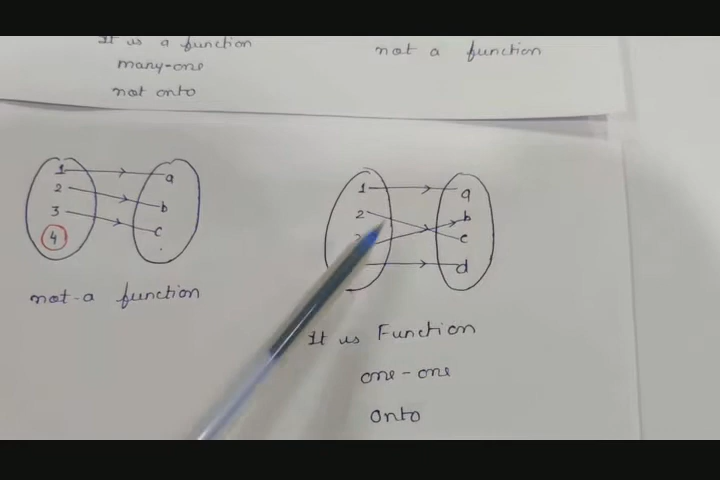 It is a function
many-one
not onto
not a function
1
2
3
4
a
b
c
not-a function
1
2
a
b
c
d
It is Function
one-one
Onto